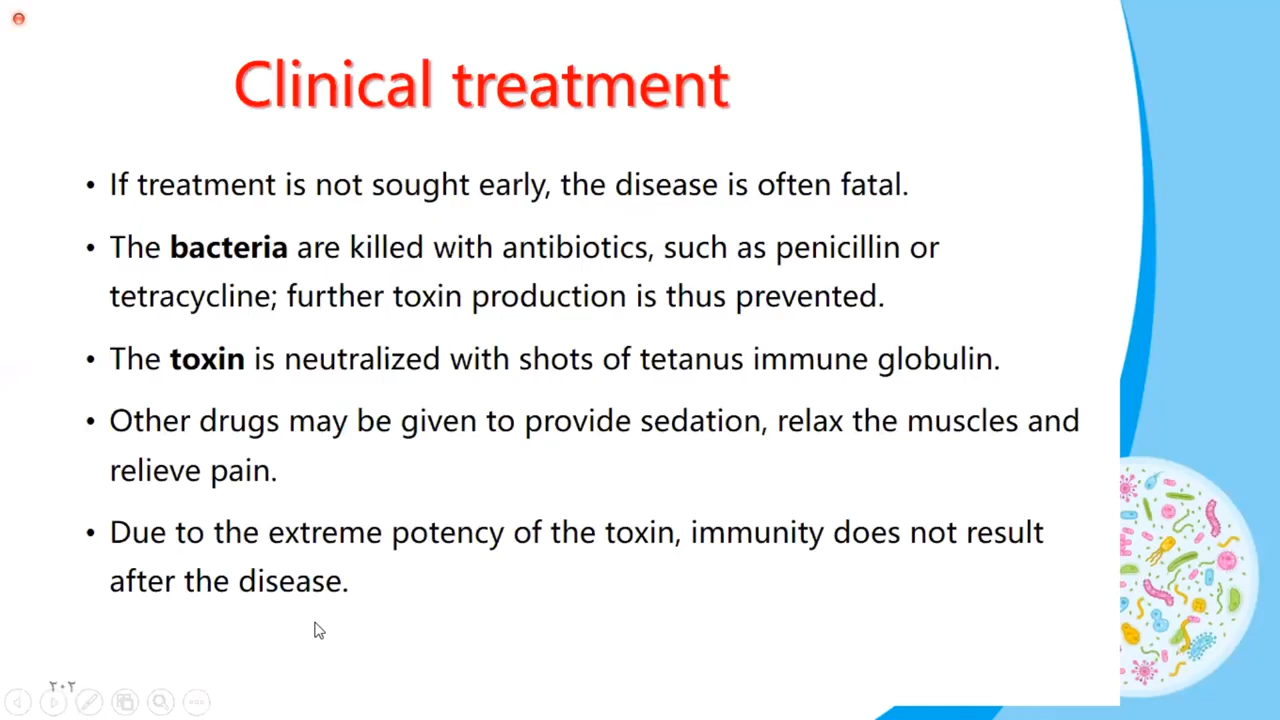 Clinical treatment
• If treatment is not sought early, the disease is often fatal.
• The bacteria are killed with antibiotics, such as penicillin or
tetracycline; further toxin production is thus prevented.
• The toxin is neutralized with shots of tetanus immune globulin.
• Other drugs may be given to provide sedation, relax the muscles and
relieve pain.
• Due to the extreme potency of the toxin, immunity does not result
after the disease.
٢٠٢